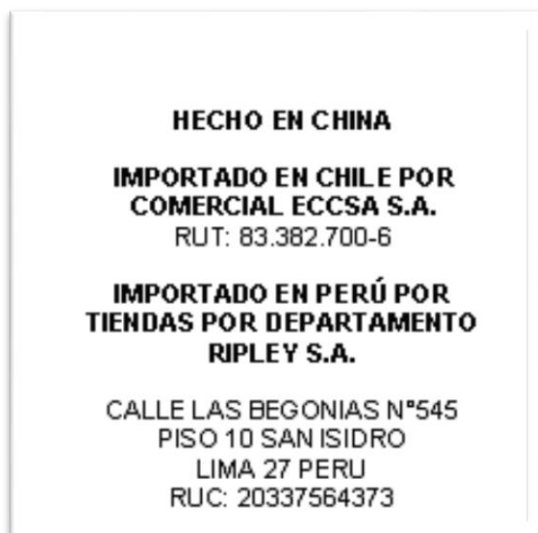 HECHO EN CHINA
IMPORTADO EN CHILE POR
COMERCIAL ECCSA S.A.
RUT: 83.382.700-6
IMPORTADO EN PERÚ POR
TIENDAS POR DEPARTAMENTO
RIPLEY S.A.
CALLE LAS BEGONIAS N°545
PISO 10 SAN ISIDRO
LIMA 27 PERU
RUC: 20337564373